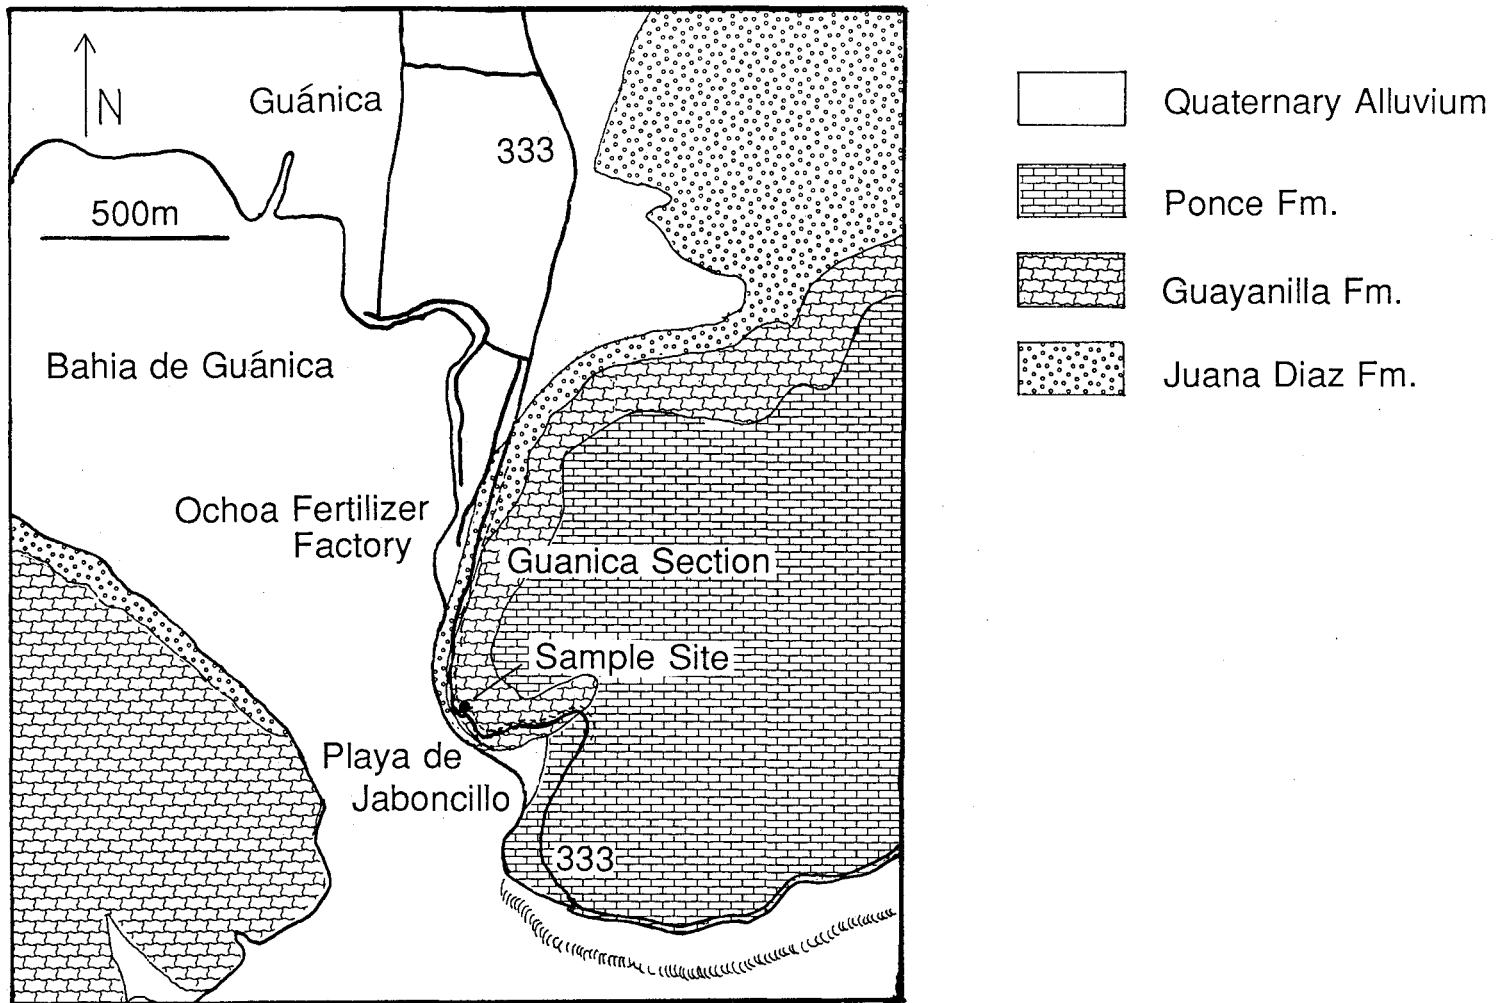 N
Guánica
333
500m
Bahia de Guánica
Ochoa Fertilizer
Factory
Guanica Section
Sample Site
Playa de
Jaboncillo
333
Quaternary Alluvium
Ponce Fm.
Guayanilla Fm.
Juana Diaz Fm.